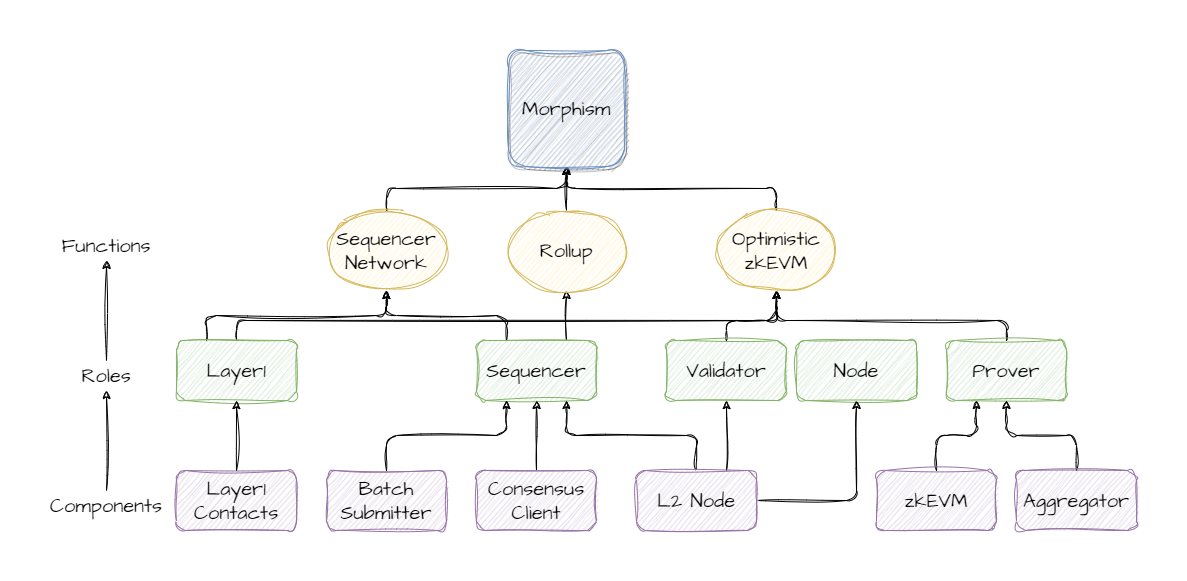 Morphism
Functions
Sequencer
Network
Rollup
Optimistic
zkEVM
Roles
Layer1
Sequencer
Validator
Node
Prover
Components
Layer1
Contacts
Batch
Submitter
Consensus
Client
L2 Node
zkEVM
Aggregator